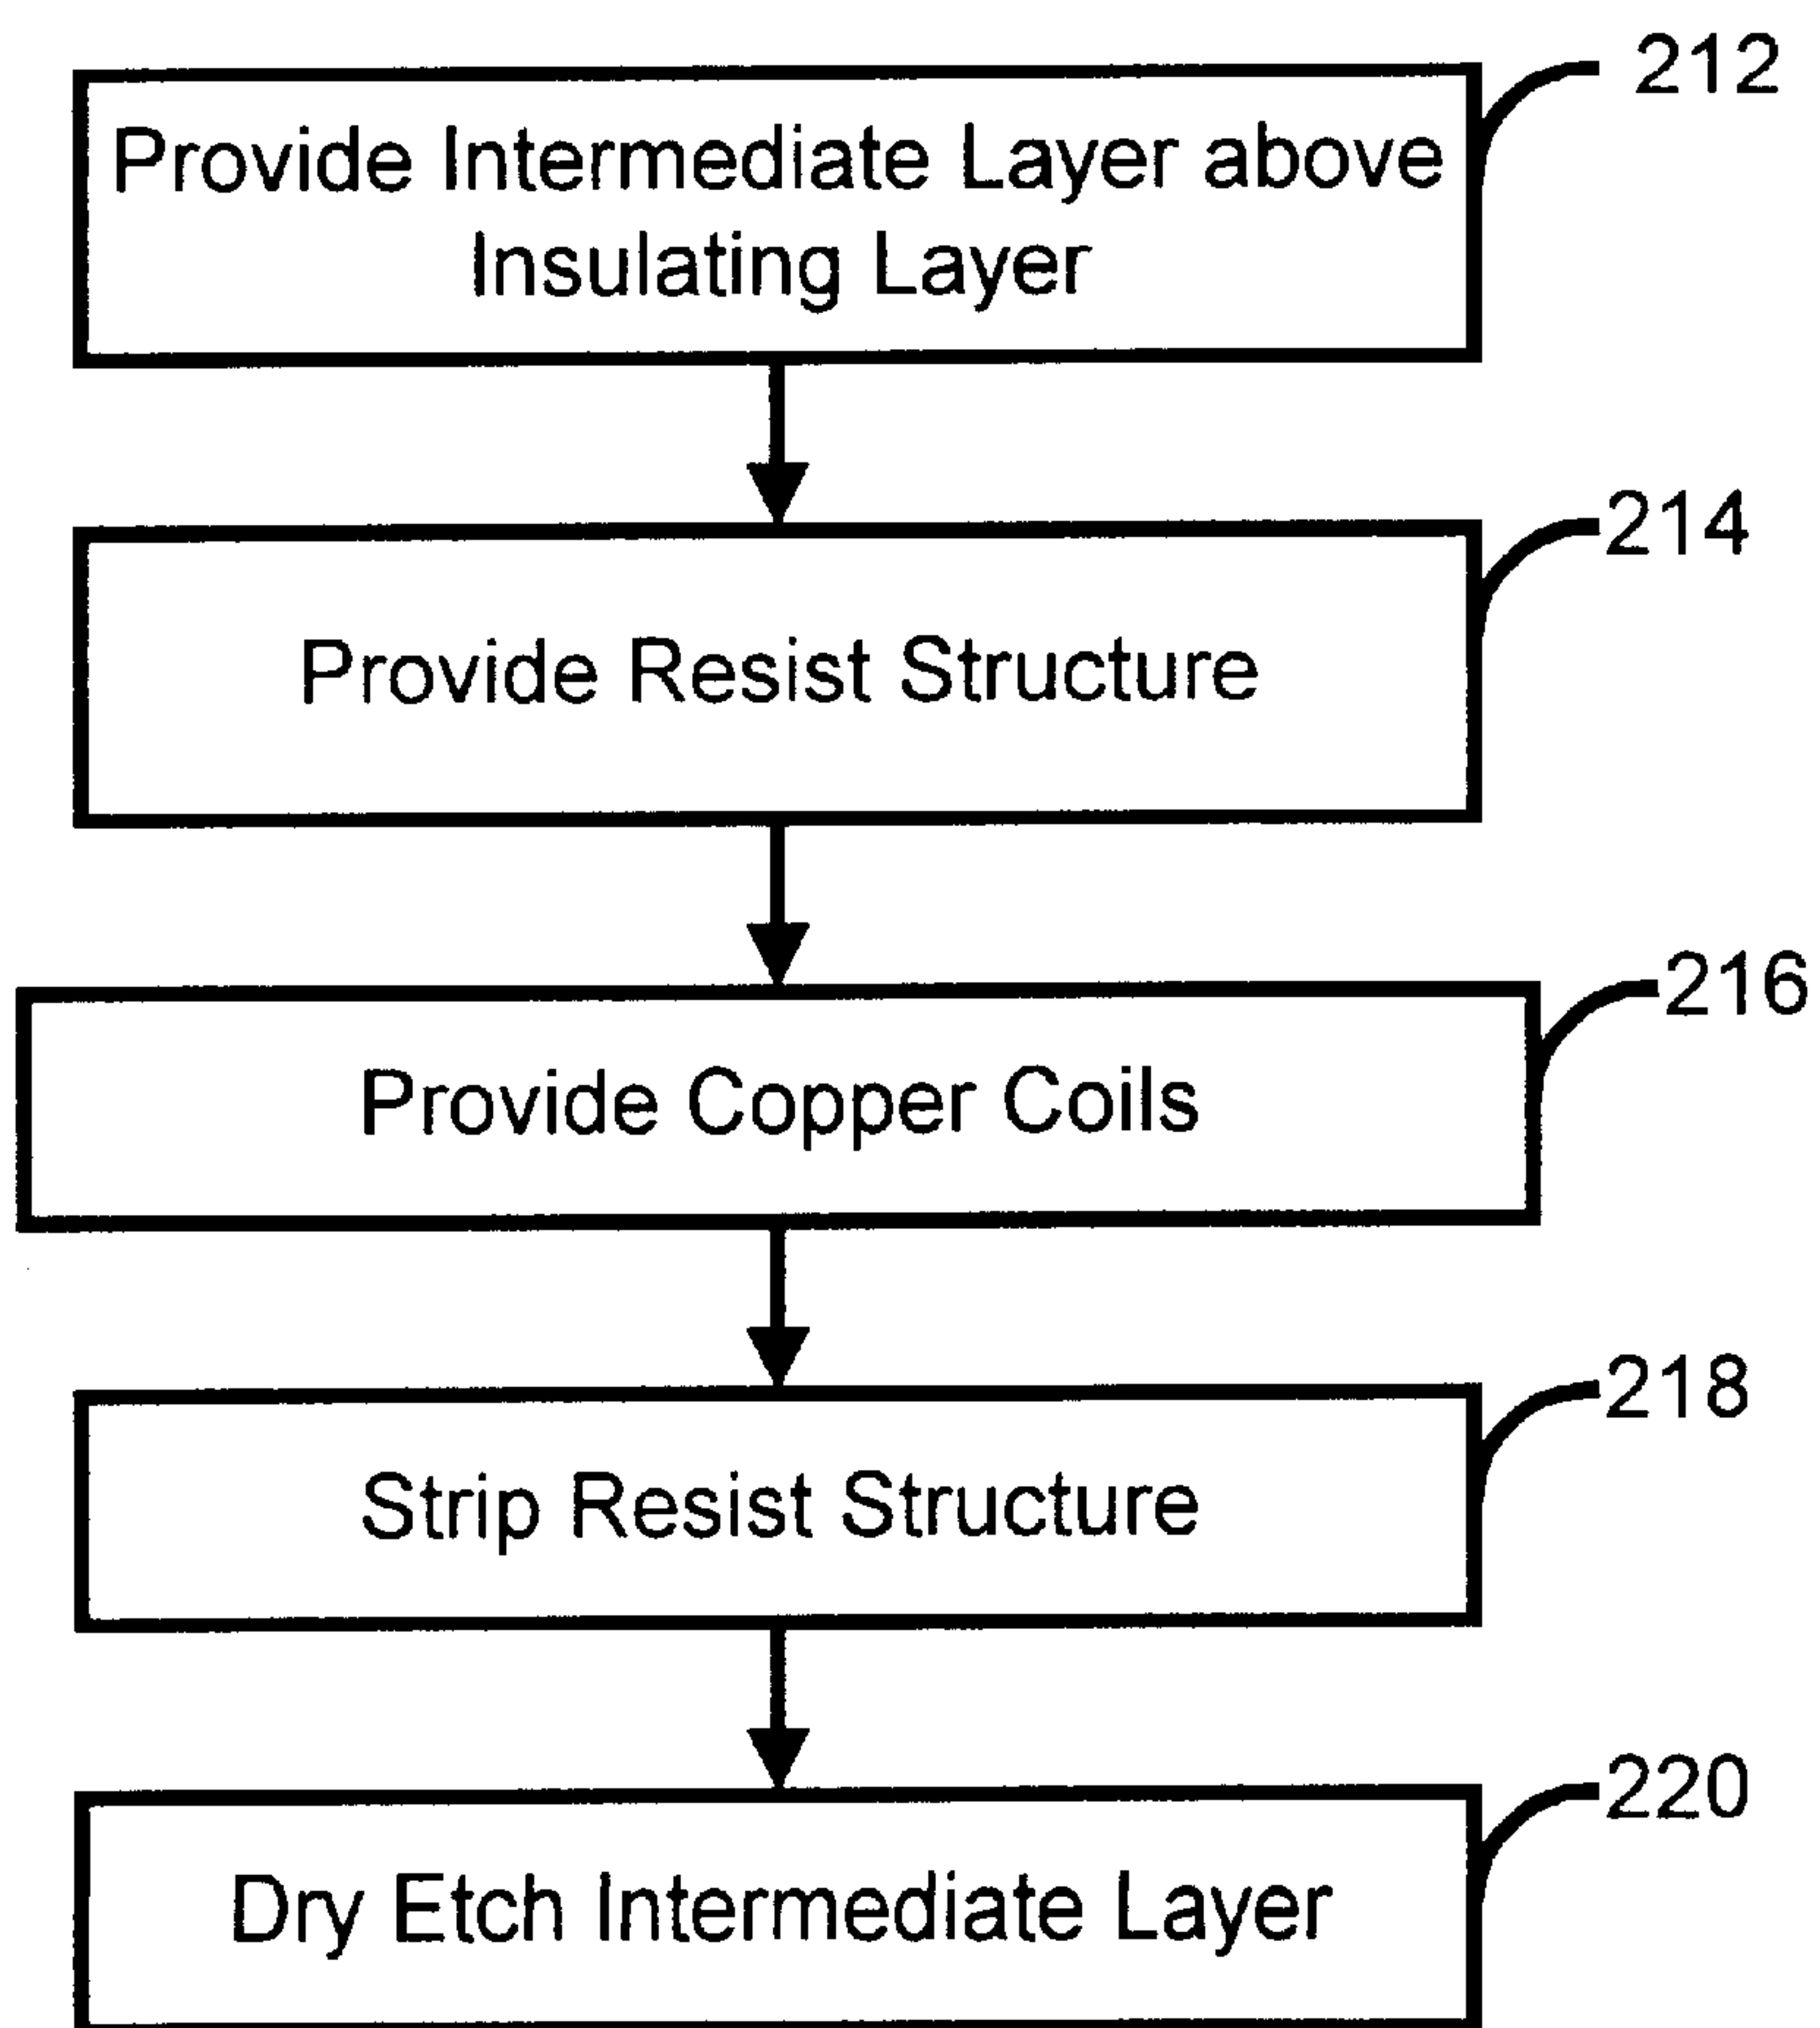 212
Provide Intermediate Layer above
Insulating Layer
214
Provide Resist Structure
216
Provide Copper Coils
218
Strip Resist Structure
220
Dry Etch Intermediate Layer